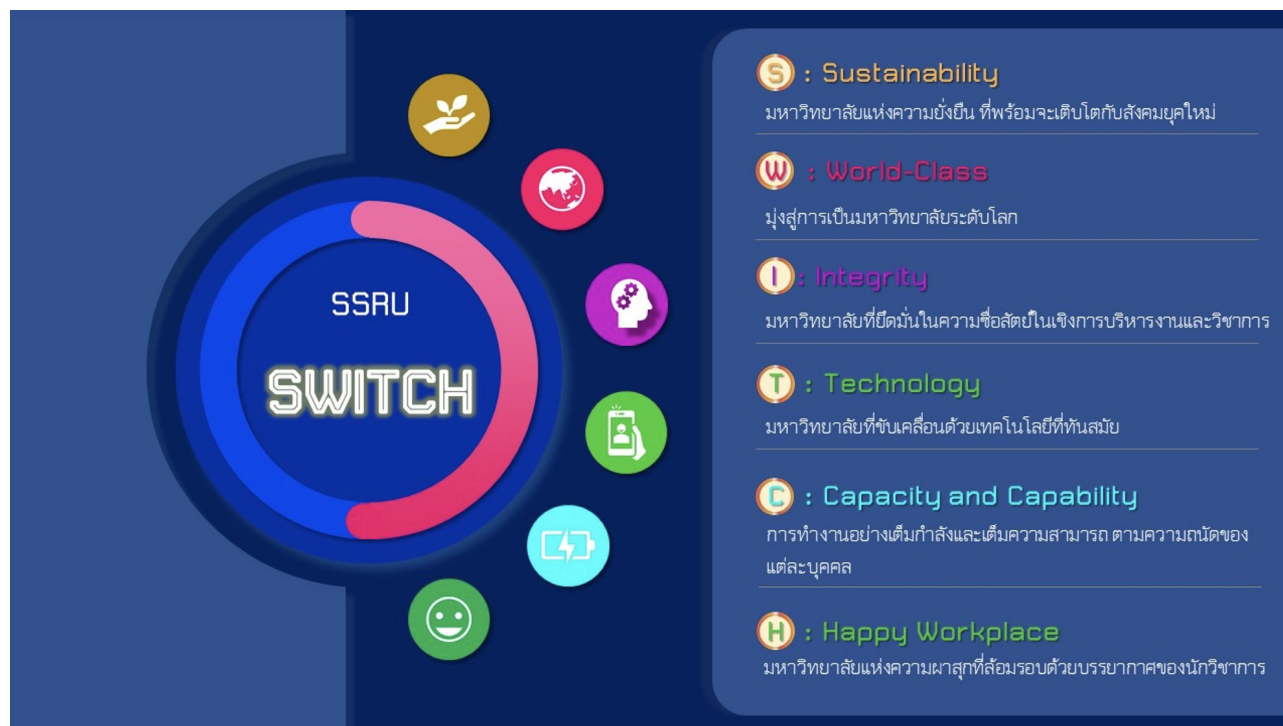 SSRU
SWITCH
S : Sustainability
มหาวิทยาลัยแห่งความยั่งยืน ที่พร้อมจะเติบโตกับสังคมยุคใหม่
W : World-Class
มุ่งสู่การเป็นมหาวิทยาลัยระดับโลก
I : Integrity
มหาวิทยาลัยที่ยึดมั่นในความซื่อสัตย์ในเชิงการบริหารงานและวิชาการ
T : Technology
มหาวิทยาลัยที่ขับเคลื่อนด้วยเทคโนโลยีที่ทันสมัย
C : Capacity and Capability
การทำงานอย่างเต็มกำลังและเต็มความสามารถ ตามความถนัดของ
แต่ละบุคคล
H : Happy Workplace
มหาวิทยาลัยแห่งความผาสุกที่ล้อมรอบด้วยบรรยากาศของนักวิชาการ